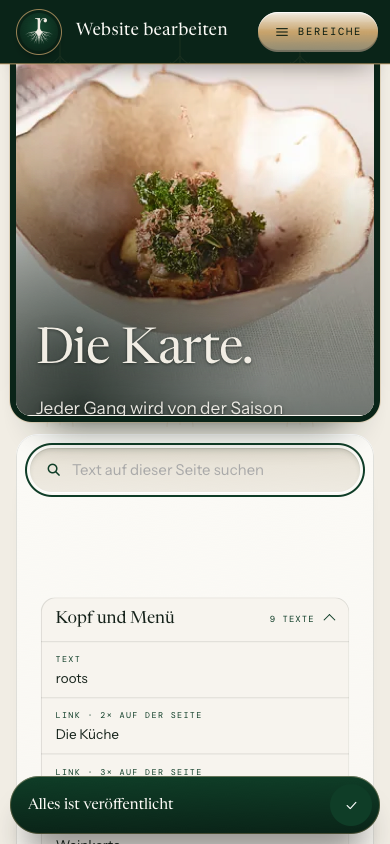 r
Website bearbeiten
BEREICHE
Die Karte.
Jeder Gang wird von der Saison
Text auf dieser Seite suchen
Kopf und Menü
9 TEXTE
TEXT
roots
LINK · 2× AUF DER SEITE
Die Küche
LINK · 3× AUF DER SEITE
Alles ist veröffentlicht
Weinkarte